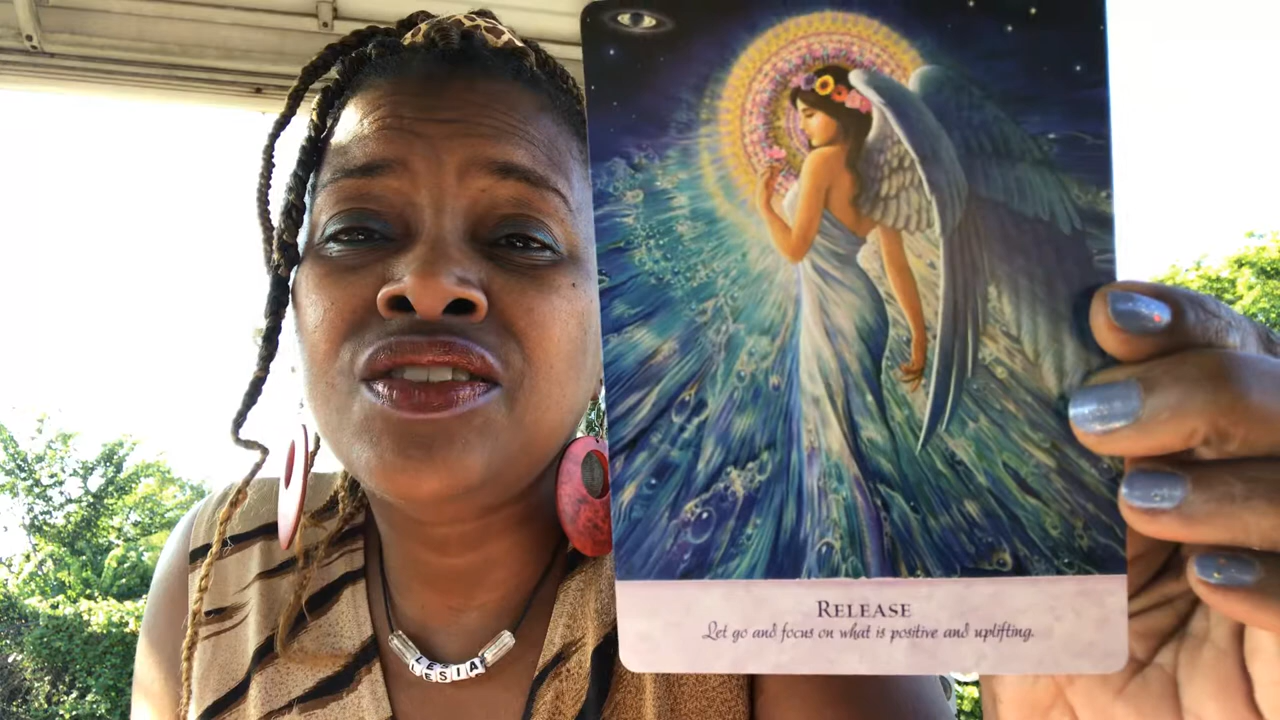 LESIA
RELEASE
Let go and focus on what is positive and uplifting.